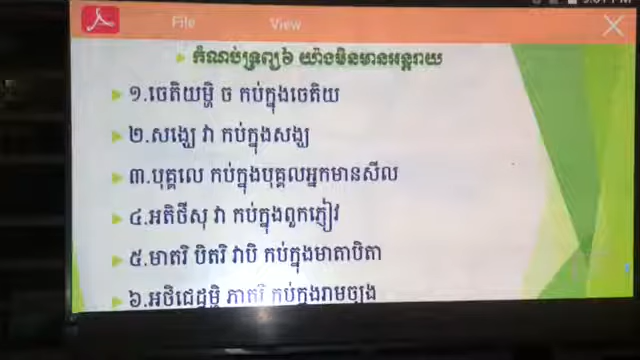 File View
កំណប់ទ្រព្យ៦ យ៉ាងមិនមានអន្តរាយ
១.ចេតិយម្ហិ ច កប់ក្នុងចេតិយ
២.សង្ឃេ វា កប់ក្នុងសង្ឃ
៣.បុគ្គលេ កប់ក្នុងបុគ្គលអ្នកមានសីល
៤.អតិថីសុ វា កប់ក្នុងពួកភ្ញៀវ
៥.មាតរិ បិតរិ វាបិ កប់ក្នុងមាតាបិតា
៦.អថិជេដ្ឋម្ហិ ភាតរិ កប់ក្នុងរាមច្បង